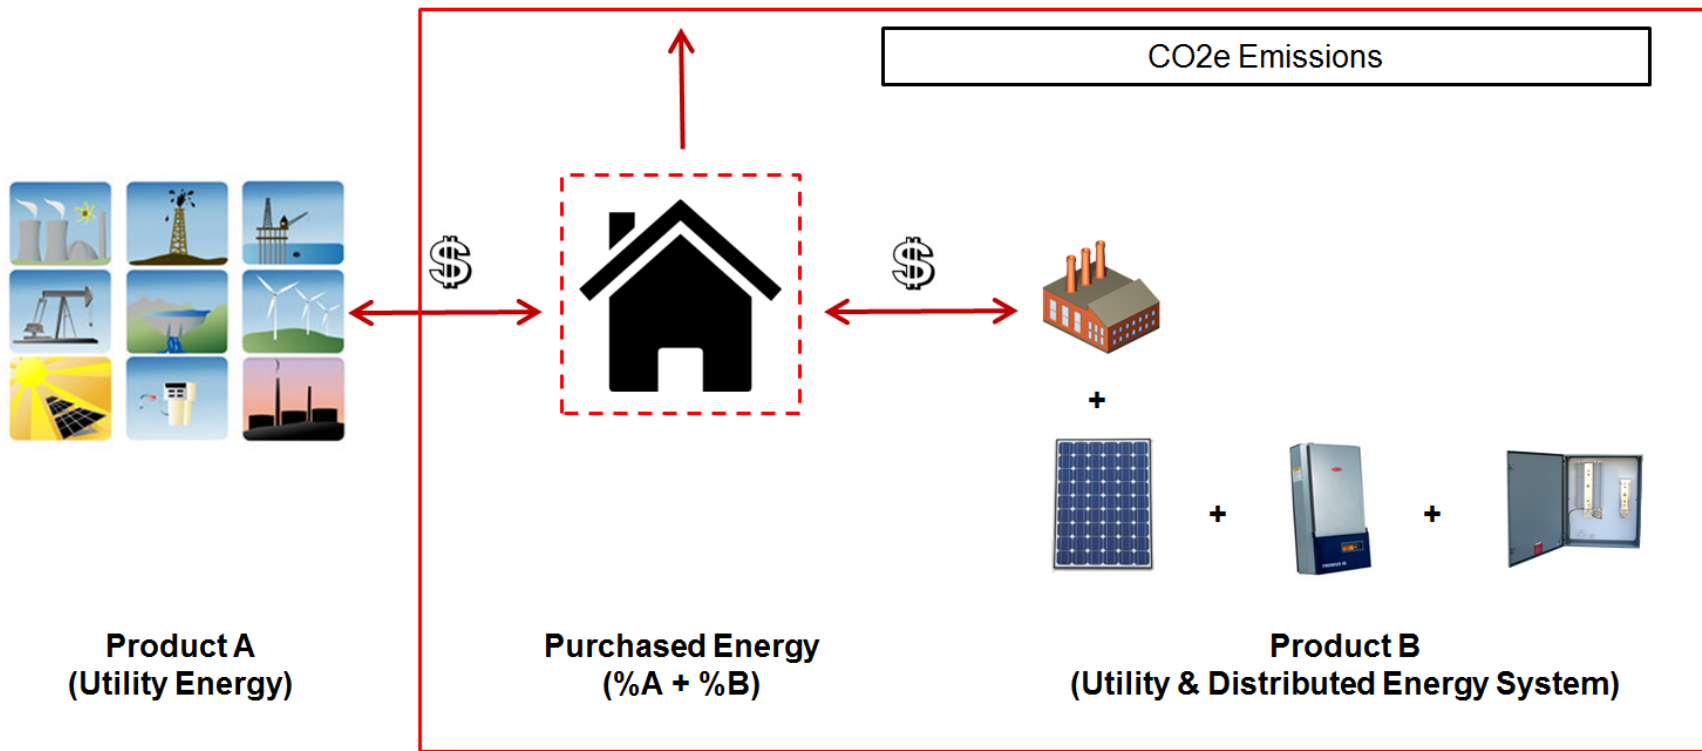 CO2e Emissions
$
$
+
+
+
Product A
(Utility Energy)
Purchased Energy
(%A + %B)
Product B
(Utility & Distributed Energy System)